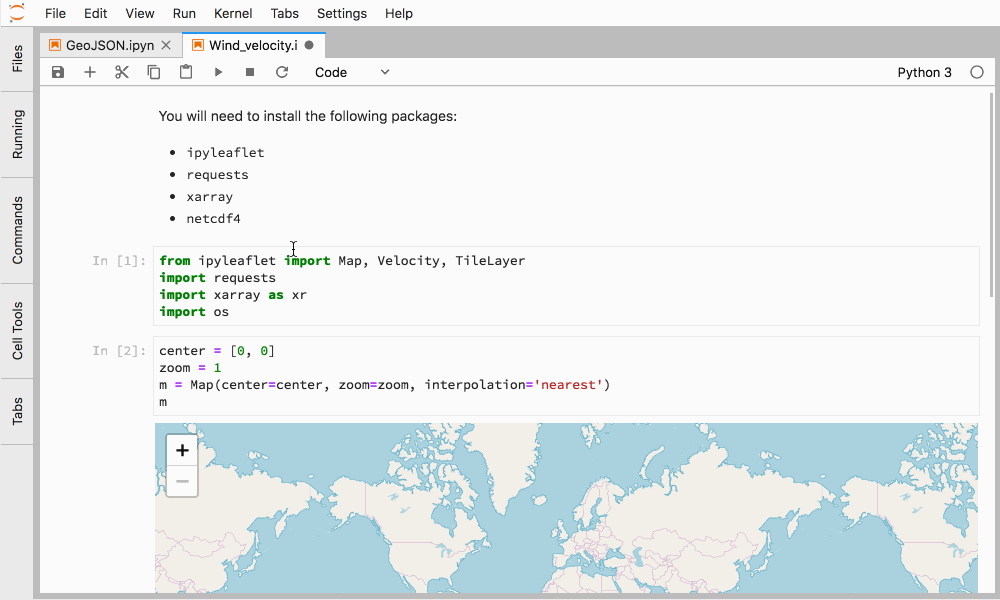 File Edit View Run Kernel Tabs Settings Help
Files
Running
Commands
Cell Tools
Tabs
GeoJSON.ipyn
Wind_velocity.i
Code
Python 3
You will need to install the following packages:
ipyleaflet
requests
xarray
netcdf4
In [1]:
from ipyleaflet import Map, Velocity, TileLayer
import requests
import xarray as xr
import os
In [2]:
center = [0, 0]
zoom = 1
m = Map(center=center, zoom=zoom, interpolation='nearest')
m
+
−